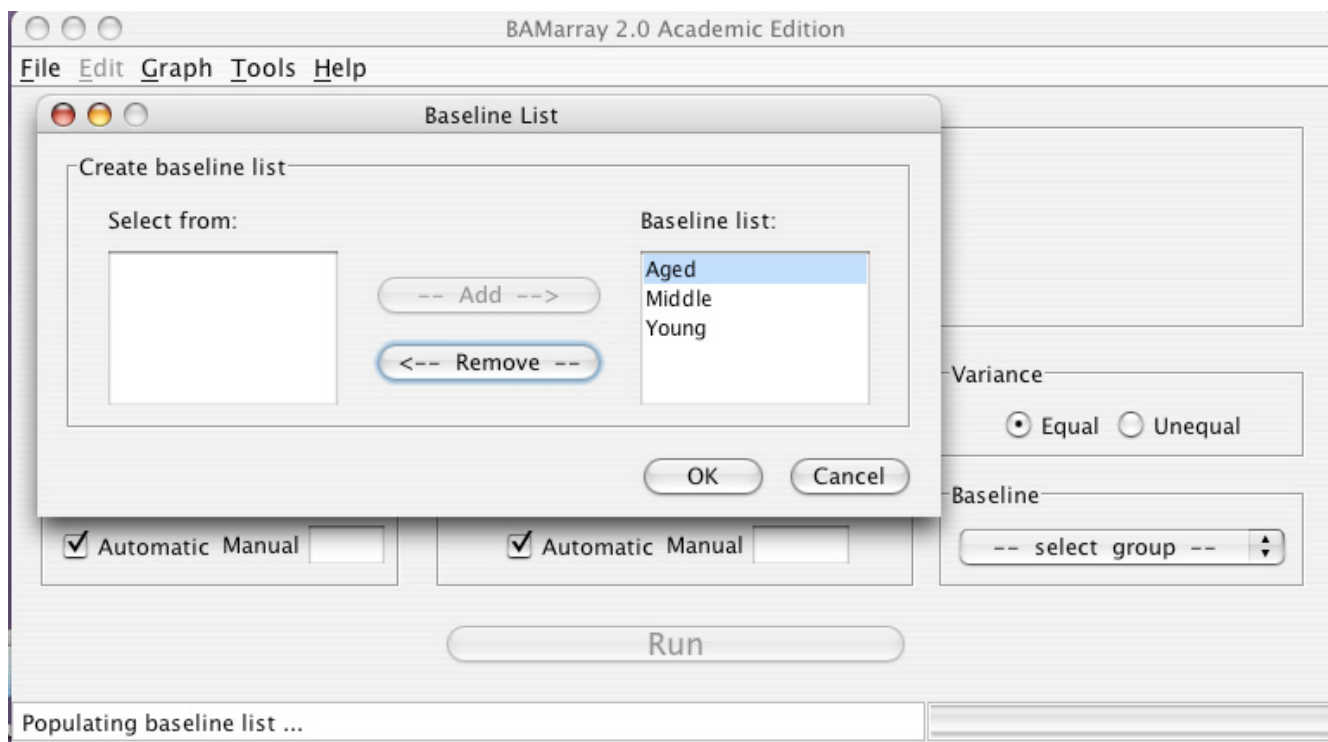 BAMarray 2.0 Academic Edition
File Edit Graph Tools Help
Baseline List
Create baseline list
Select from:
Baseline list:
-- Add -->
<-- Remove --
Aged
Middle
Young
OK Cancel
Variance
Equal Unequal
Baseline
Automatic Manual
Automatic Manual
-- select group --
Run
Populating baseline list ...